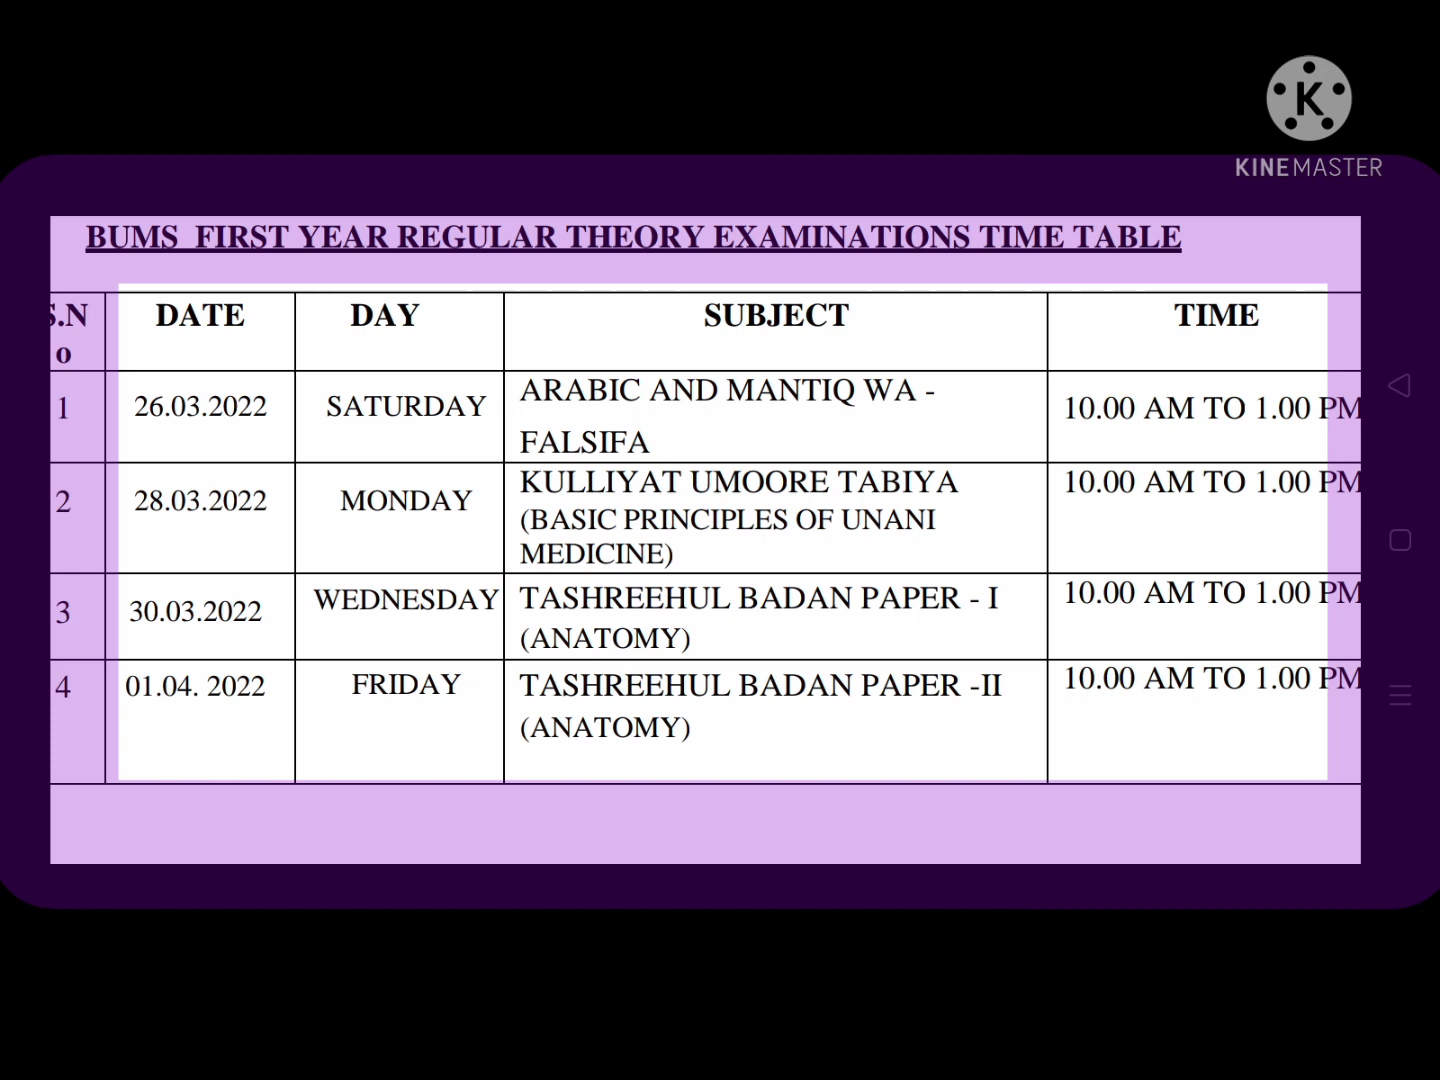 KINEMASTER
BUMS FIRST YEAR REGULAR THEORY EXAMINATIONS TIME TABLE
S.N DATE DAY SUBJECT TIME
o
1 26.03.2022 SATURDAY ARABIC AND MANTIQ WA - 10.00 AM TO 1.00 PM
FALSIFA
2 28.03.2022 MONDAY KULLIYAT UMOORE TABIYA 10.00 AM TO 1.00 PM
(BASIC PRINCIPLES OF UNANI
MEDICINE)
3 30.03.2022 WEDNESDAY TASHREEHUL BADAN PAPER - I 10.00 AM TO 1.00 PM
(ANATOMY)
4 01.04. 2022 FRIDAY TASHREEHUL BADAN PAPER -II 10.00 AM TO 1.00 PM
(ANATOMY)